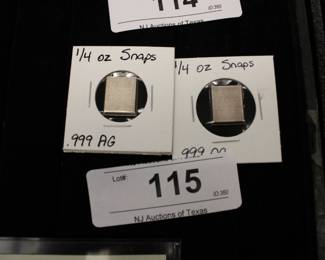 114
NJ Auctions of Texas
1/4 oz Snaps
.999 AG
1/4 oz Snaps
.999
Lot#:
115
NJ Auctions of Texas